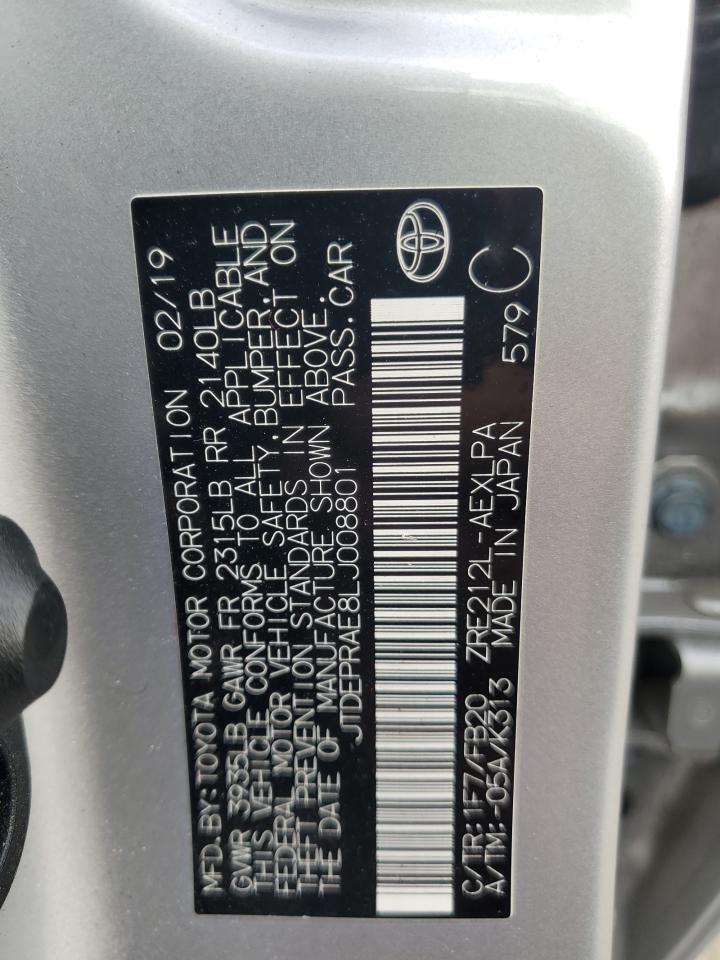 MFD. BY: TOYOTA MOTOR CORPORATION 02/19
GVWR 3935LB GAWR FR 2315LB RR 2140LB
THIS VEHICLE CONFORMS TO ALL APPLICABLE
FEDERAL MOTOR VEHICLE SAFETY, BUMPER, AND
THEFT PREVENTION STANDARDS IN EFFECT ON
THE DATE OF MANUFACTURE SHOWN ABOVE.
JTDEPRAE8LJ008801 PASS. CAR
C/TR: 1F7/FB20 ZRE212L-AEXLPA
A/TM: -05A/K313 MADE IN JAPAN 579 C